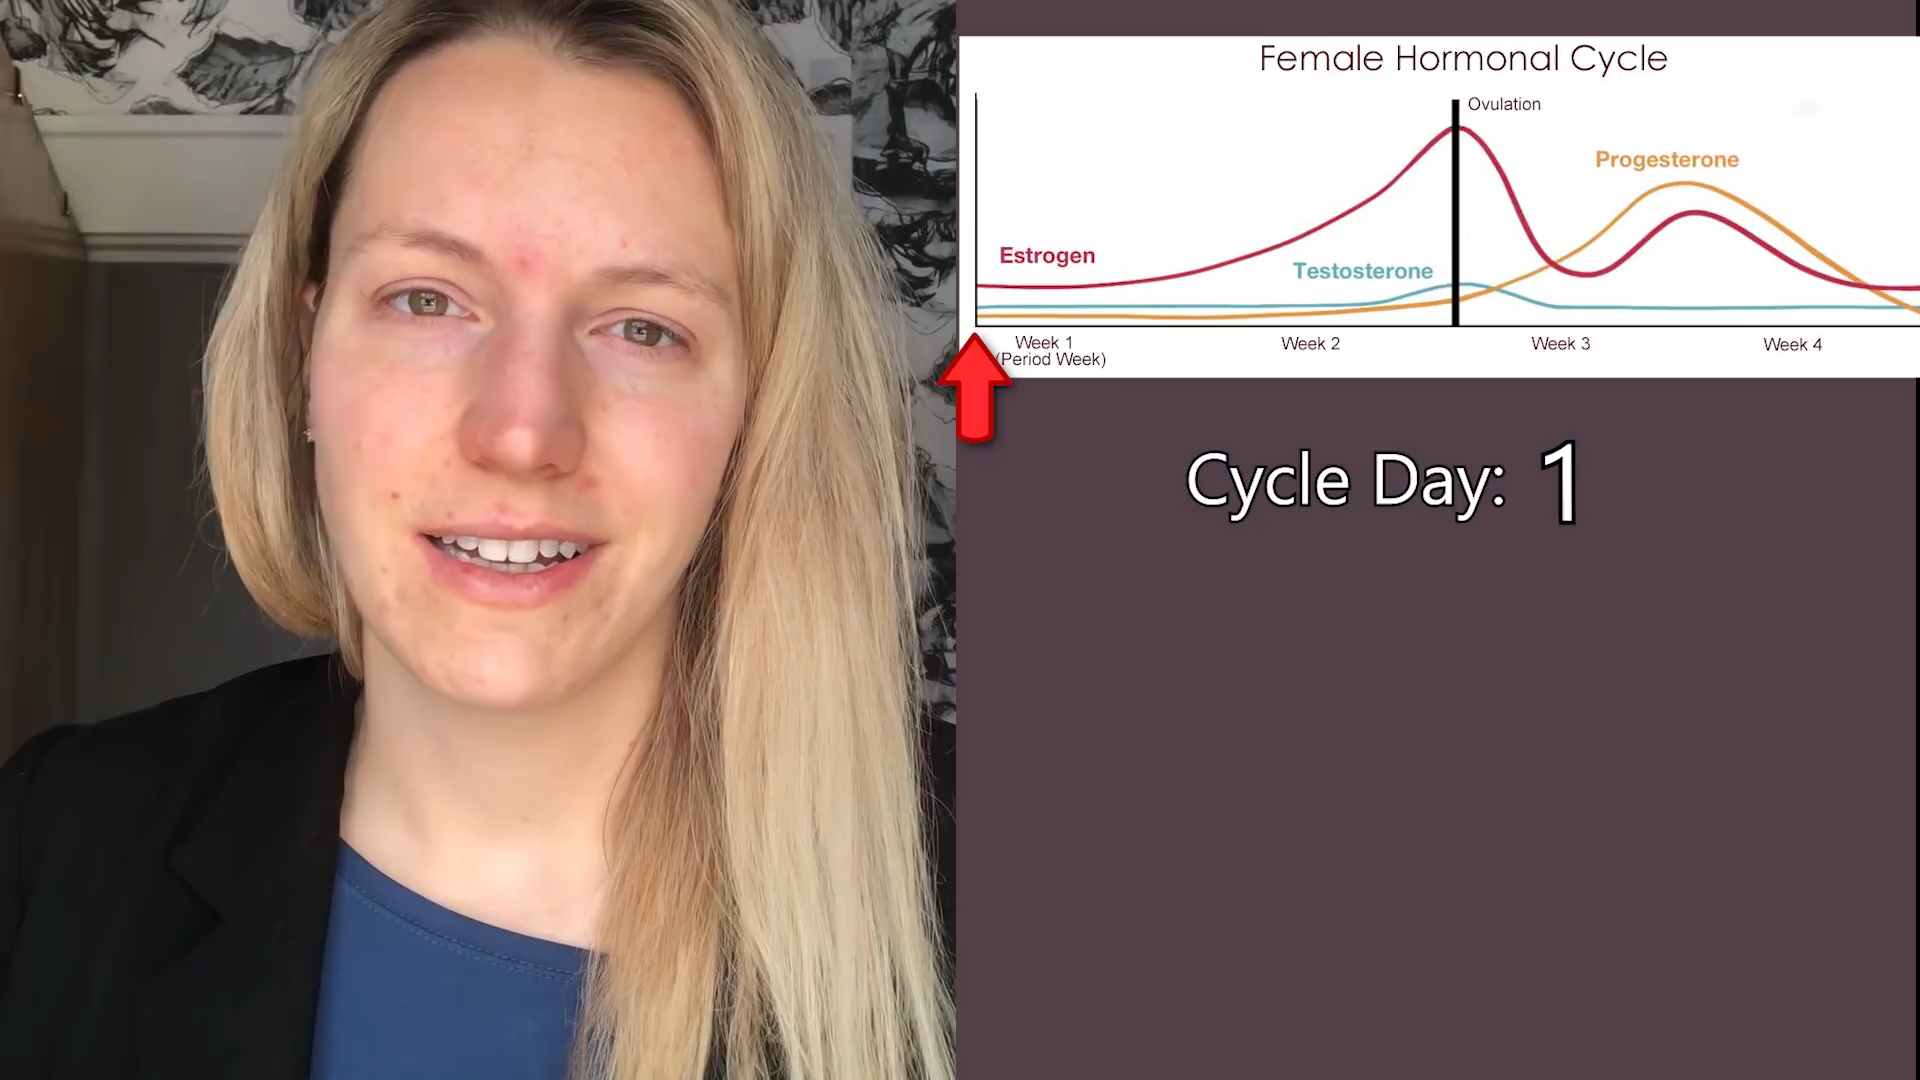 Female Hormonal Cycle
Ovulation
Progesterone
Estrogen
Testosterone
Week 1
(Period Week)
Week 2
Week 3
Week 4
Cycle Day: 1